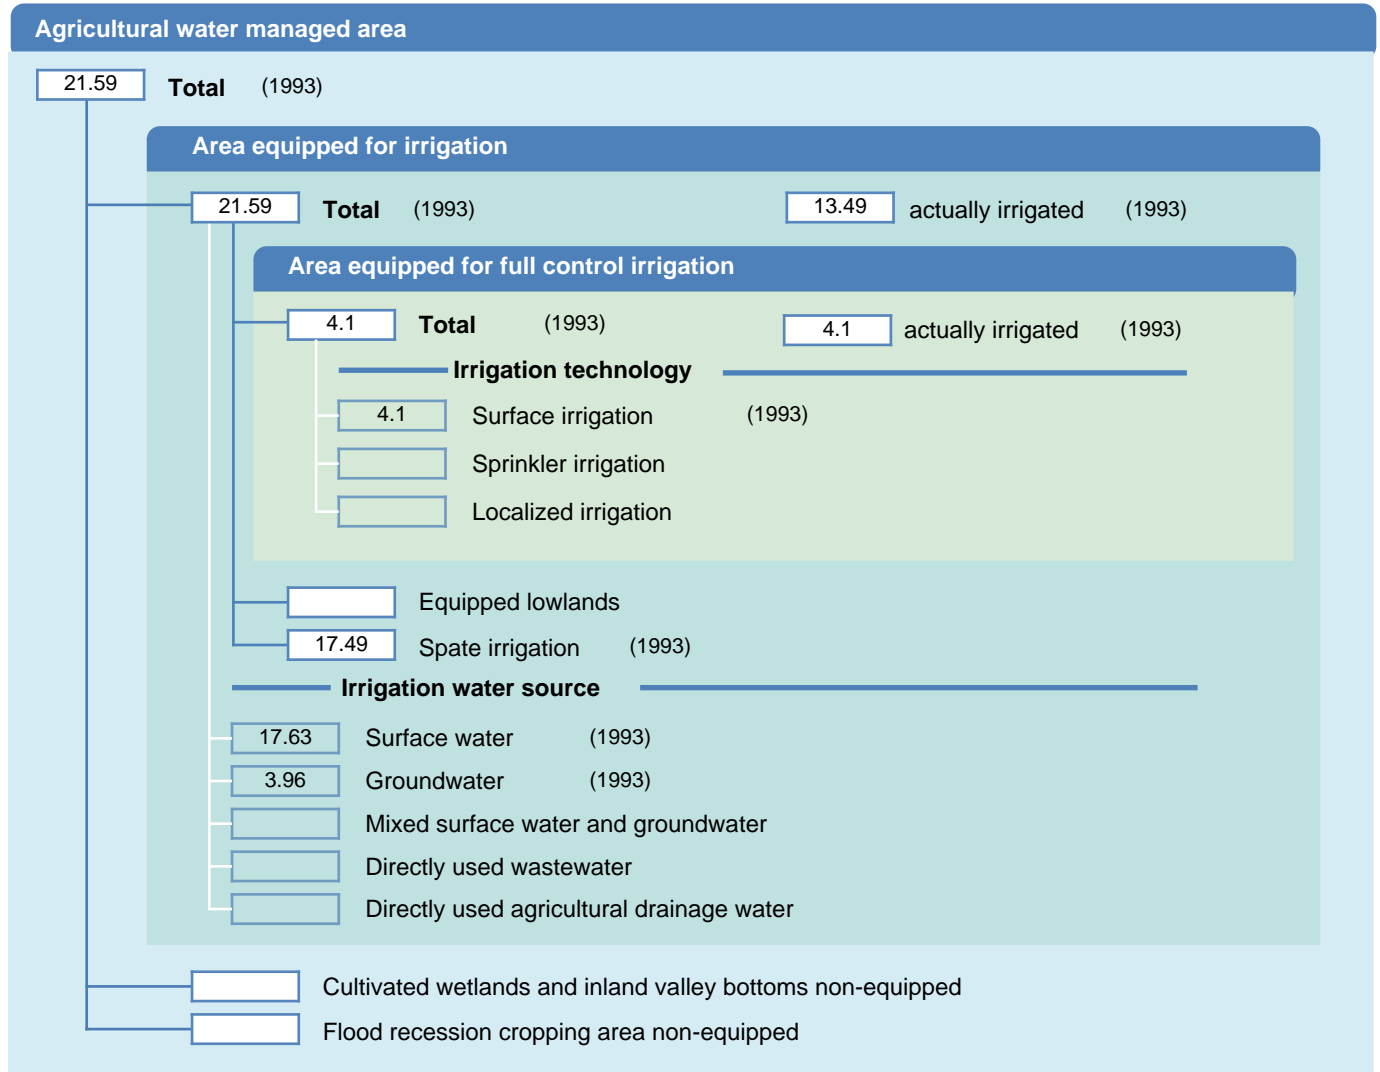 Agricultural water managed area
21.59 Total (1993)
Area equipped for irrigation
21.59 Total (1993) 13.49 actually irrigated (1993)
Area equipped for full control irrigation
4.1 Total (1993) 4.1 actually irrigated (1993)
Irrigation technology
4.1 Surface irrigation (1993)
Sprinkler irrigation
Localized irrigation
Equipped lowlands
17.49 Spate irrigation (1993)
Irrigation water source
17.63 Surface water (1993)
3.96 Groundwater (1993)
Mixed surface water and groundwater
Directly used wastewater
Directly used agricultural drainage water
Cultivated wetlands and inland valley bottoms non-equipped
Flood recession cropping area non-equipped